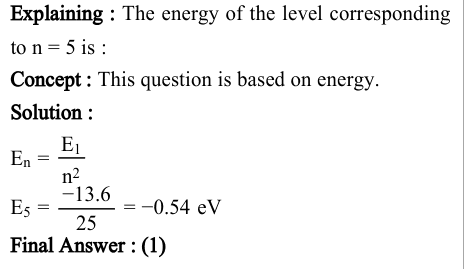 Explaining : The energy of the level corresponding
to n = 5 is :
Concept : This question is based on energy.
Solution :
Eₙ = E₁/n²
E₅ = −13.6/25 = −0.54 eV
Final Answer : (1)